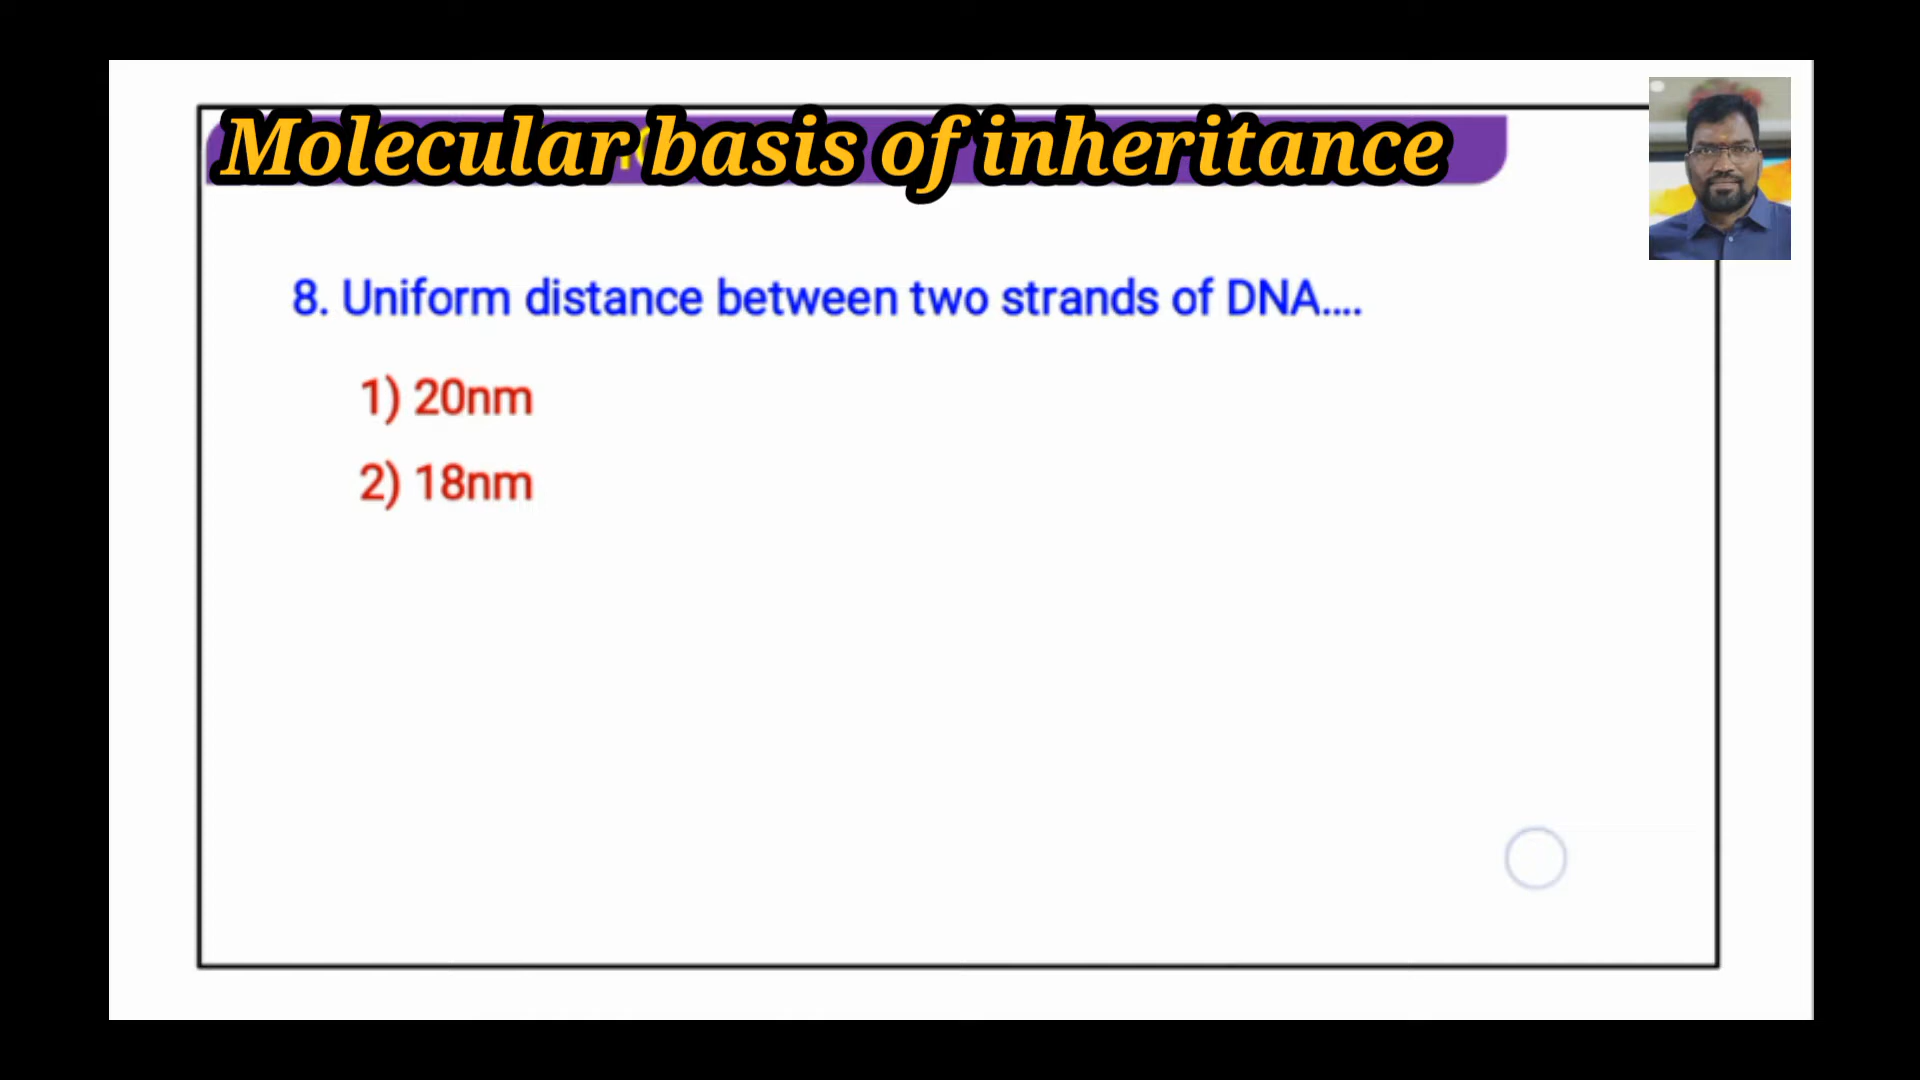 Molecular basis of inheritance
8. Uniform distance between two strands of DNA....
1) 20nm
2) 18nm